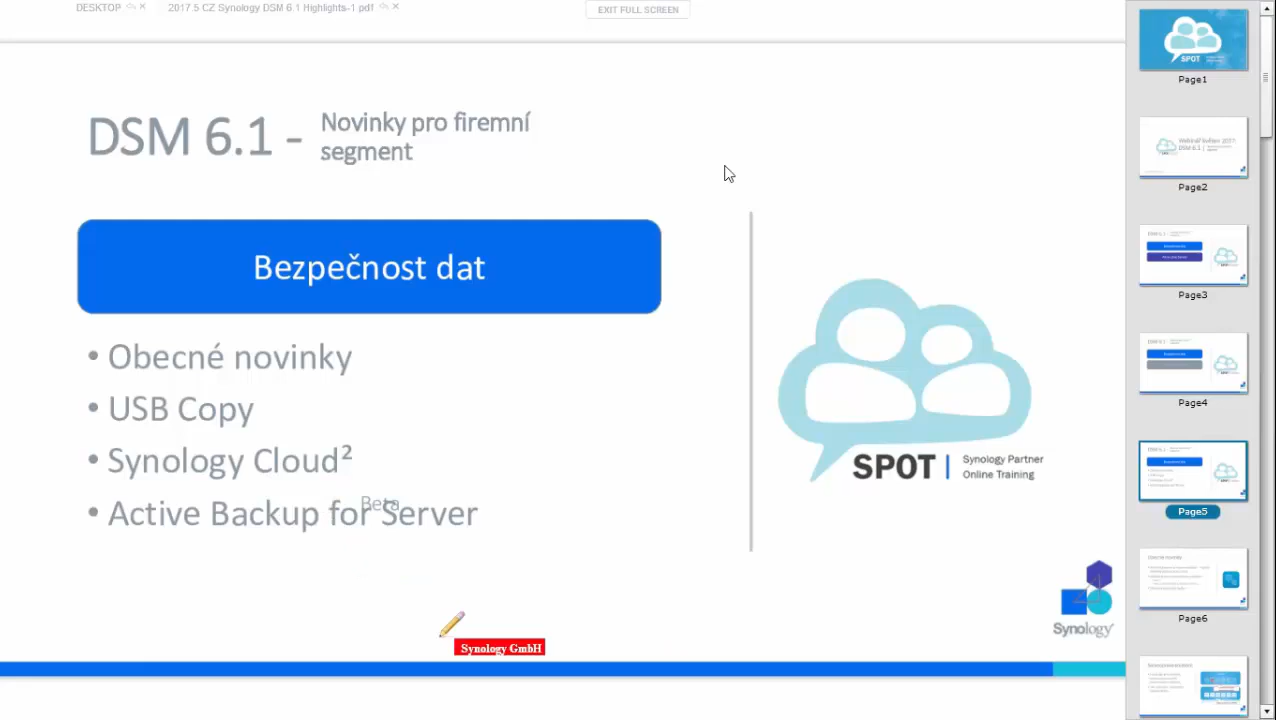 DESKTOP
2017.5 CZ Synology DSM 6.1 Highlights-1 pdf
EXIT FULL SCREEN
DSM 6.1 -
Novinky pro firemní
segment
Bezpečnost dat
• Obecné novinky
• USB Copy
• Synology Cloud²
• Active Backup for Server
Beta
SPOT
Synology Partner
Online Training
Synology GmbH
Synology®
SPOT
Page1
Page2
Page3
Page4
Page5
Page6